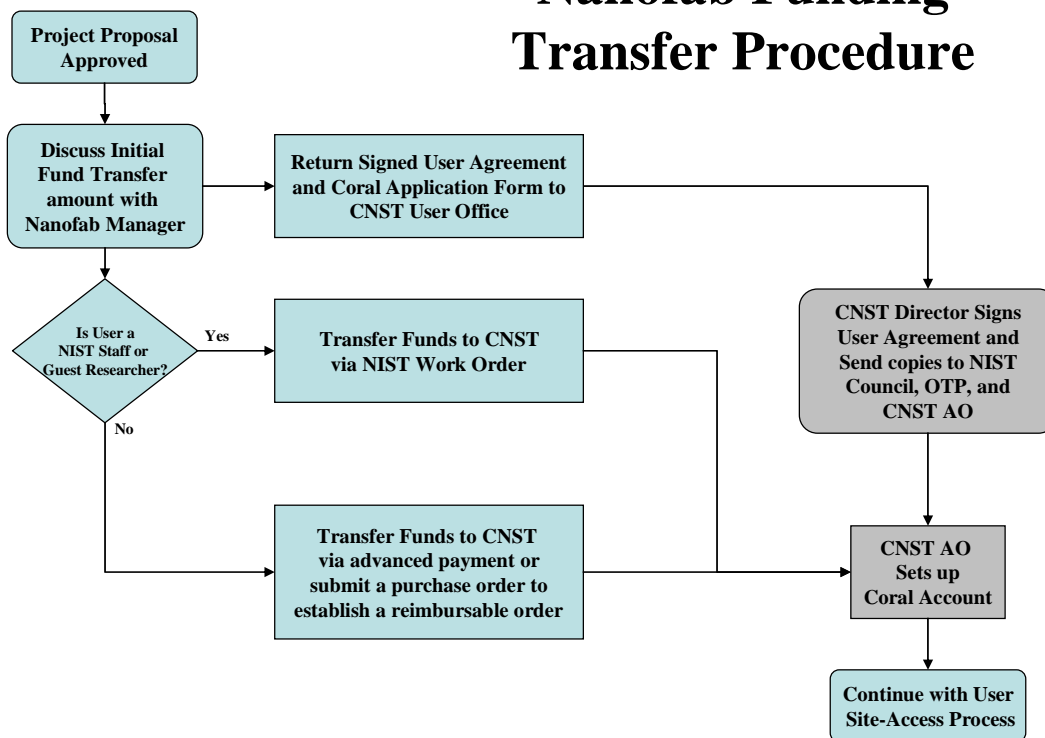 Nanofab Funding
Transfer Procedure
Project Proposal
Approved
Discuss Initial
Fund Transfer
amount with
Nanofab Manager
Return Signed User Agreement
and Coral Application Form to
CNST User Office
Is User a
NIST Staff or
Guest Researcher?
Yes
No
Transfer Funds to CNST
via NIST Work Order
Transfer Funds to CNST
via advanced payment or
submit a purchase order to
establish a reimbursable order
CNST Director Signs
User Agreement and
Send copies to NIST
Council, OTP, and
CNST AO
CNST AO
Sets up
Coral Account
Continue with User
Site-Access Process